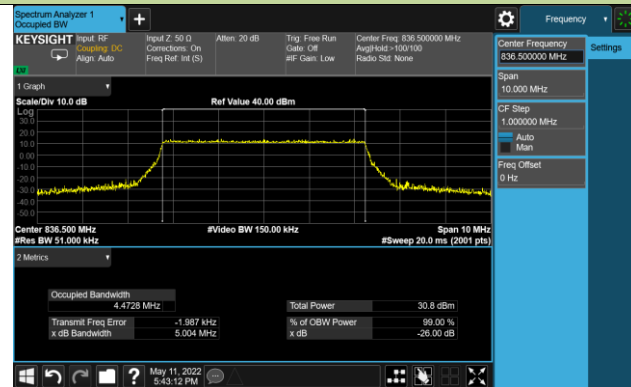 Spectrum Analyzer 1
Occupied BW
+
Frequency
KEYSIGHT
Input: RF
Coupling: DC
Align: Auto
Input Z: 50 Ω
Corrections: On
Freq Ref: Int (S)
Atten: 20 dB
Trig: Free Run
Gate: Off
#IF Gain: Low
Center Freq: 836.500000 MHz
Avg|Hold:>100/100
Radio Std: None
LXI
Center Frequency
836.500000 MHz
Settings
Span
10.000 MHz
CF Step
1.000000 MHz
Auto
Man
Freq Offset
0 Hz
1 Graph
Scale/Div 10.0 dB
Ref Value 40.00 dBm
Log
30.0
20.0
10.0
0.00
-10.0
-20.0
-30.0
-40.0
-50.0
Center 836.500 MHz
#Video BW 150.00 kHz
Span 10 MHz
#Res BW 51.000 kHz
#Sweep 20.0 ms (2001 pts)
2 Metrics
Occupied Bandwidth
4.4728 MHz
Total Power
30.8 dBm
Transmit Freq Error
-1.987 kHz
% of OBW Power
99.00 %
x dB Bandwidth
5.004 MHz
x dB
-26.00 dB
?
May 11, 2022
5:43:12 PM